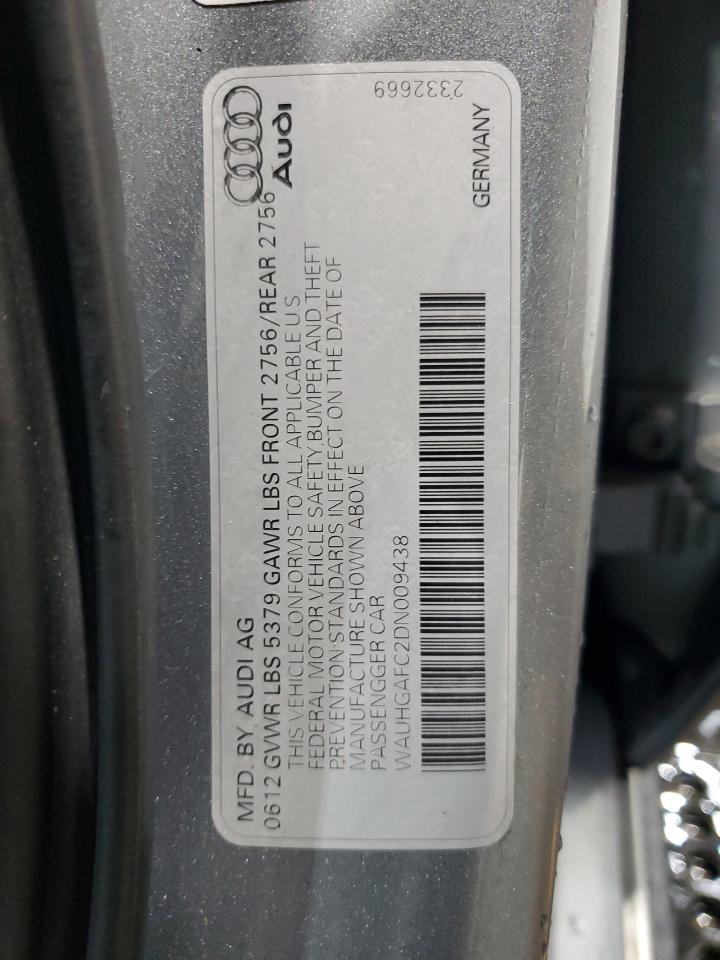 MFD. BY AUDI AG
0612 GVWR LBS 5379 GAWR LBS FRONT 2756/REAR 2756
THIS VEHICLE CONFORMS TO ALL APPLICABLE U.S.
FEDERAL MOTOR VEHICLE SAFETY BUMPER AND THEFT
PREVENTION STANDARDS IN EFFECT ON THE DATE OF
MANUFACTURE SHOWN ABOVE
PASSENGGER CAR
WAUHGAFC2DN009438
Audi
GERMANY
2332669